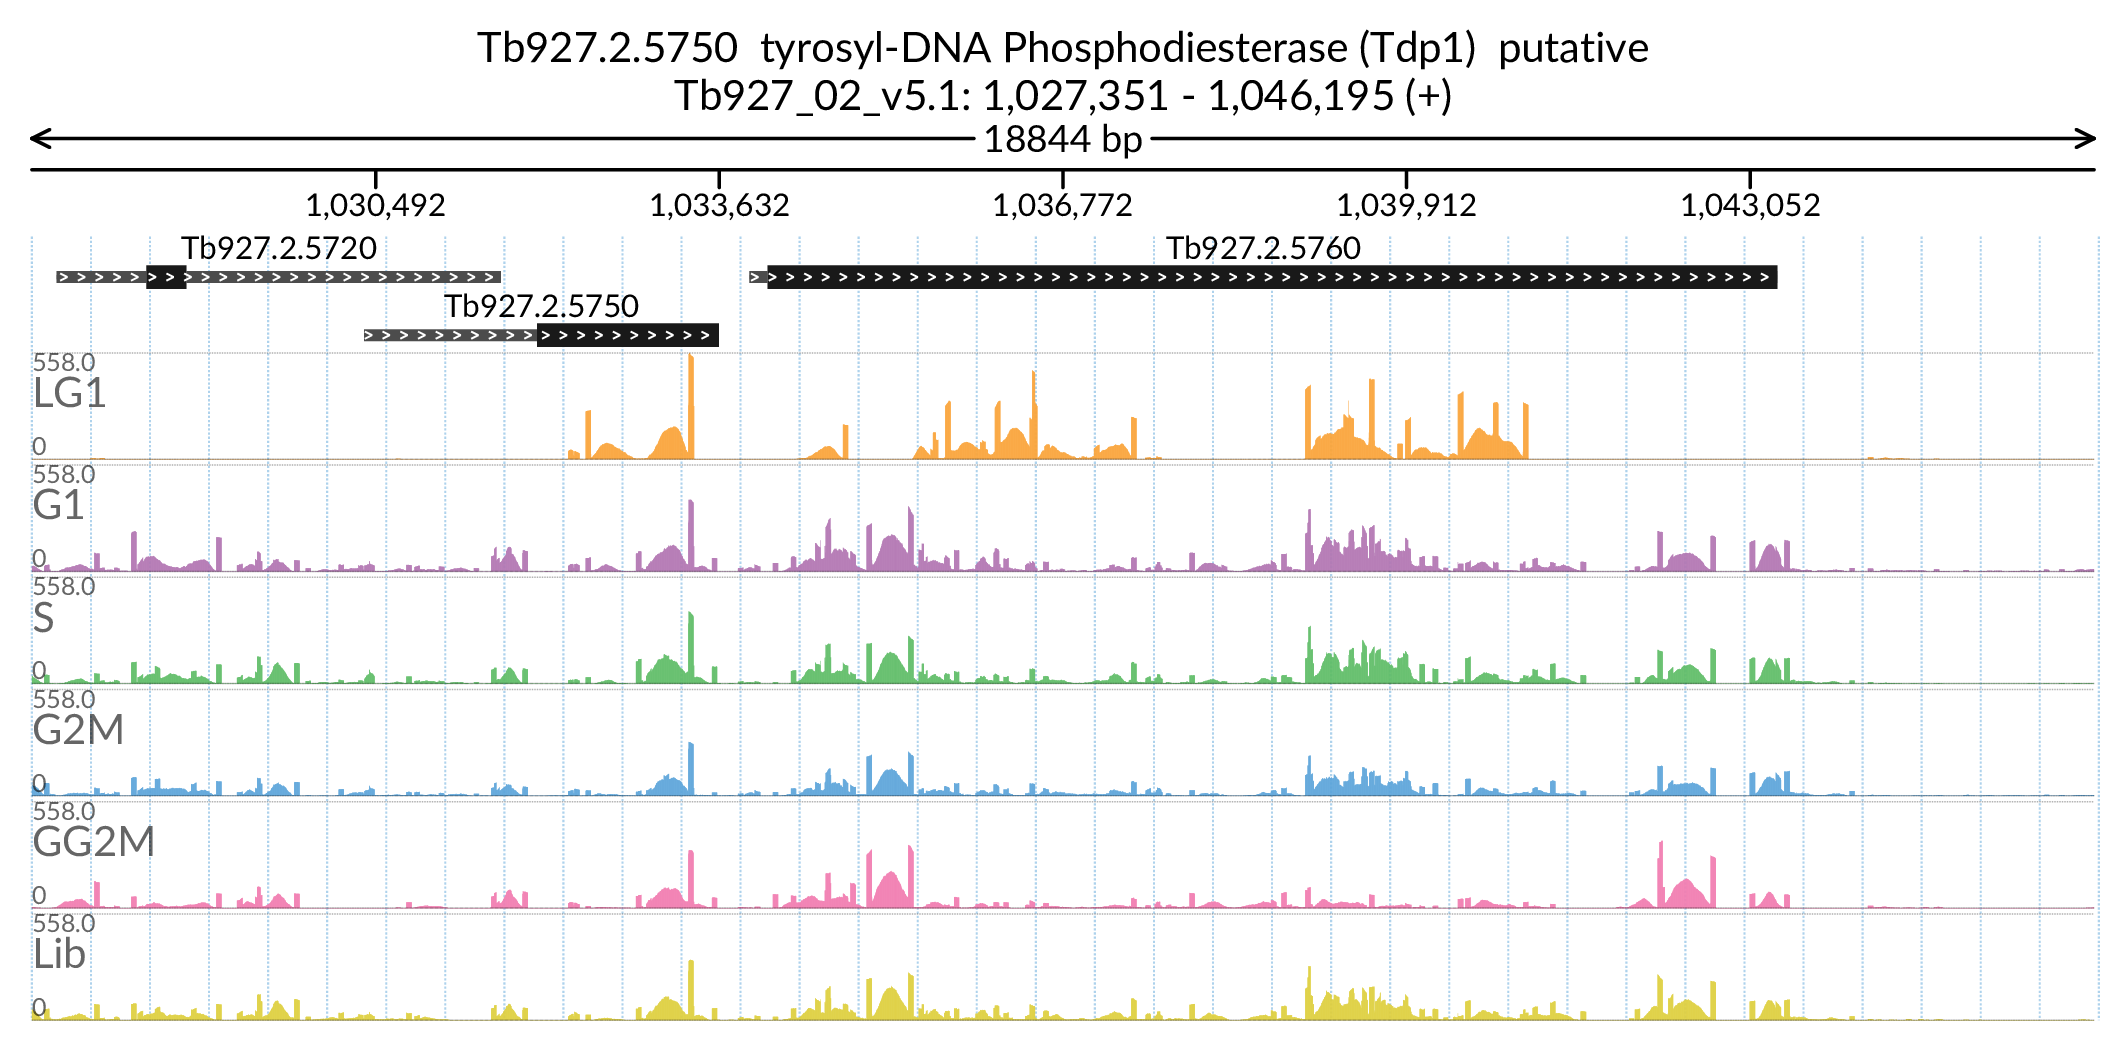 Tb927.2.5750 tyrosyl-DNA Phosphodiesterase (Tdp1) putative
Tb927_02_v5.1: 1,027,351 - 1,046,195 (+)
18844 bp
1,030,492 1,033,632 1,036,772 1,039,912 1,043,052
Tb927.2.5720 Tb927.2.5760
Tb927.2.5750
558.0
LG1
0
558.0
G1
0
558.0
S
0
558.0
G2M
0
558.0
GG2M
0
558.0
Lib
0